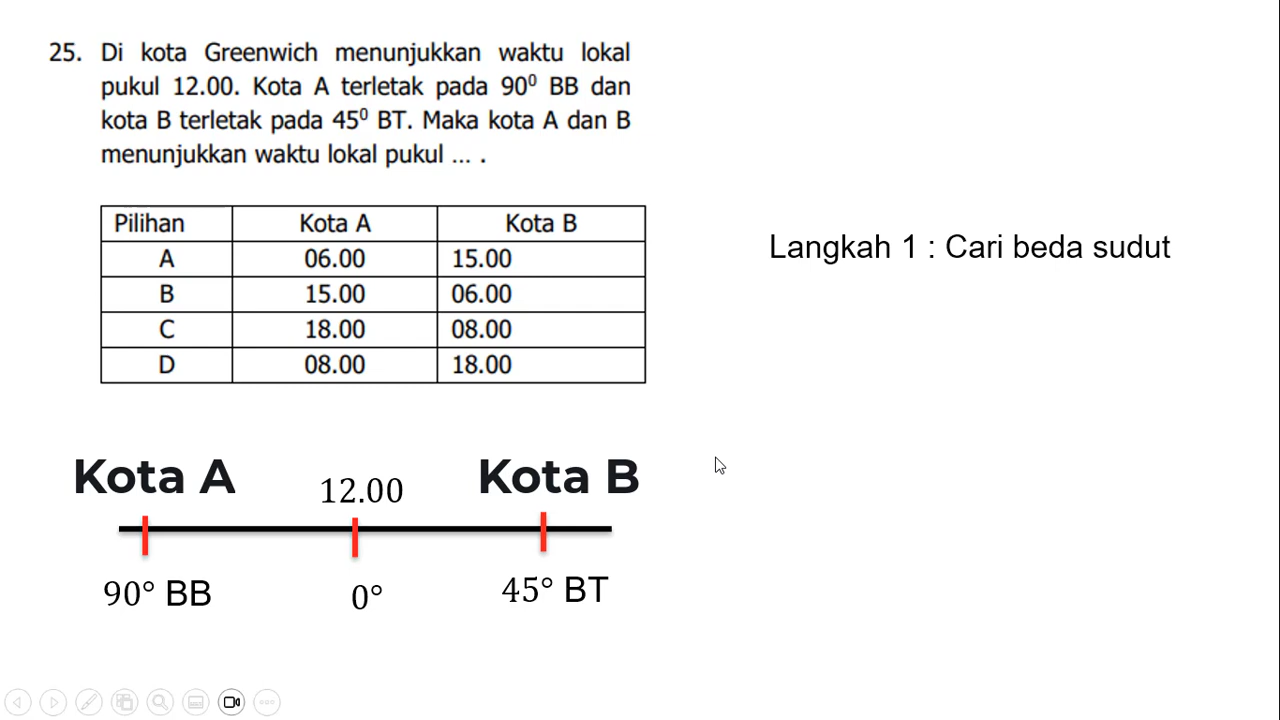 25. Di kota Greenwich menunjukkan waktu lokal
pukul 12.00. Kota A terletak pada 90⁰ BB dan
kota B terletak pada 45⁰ BT. Maka kota A dan B
menunjukkan waktu lokal pukul ... .
Pilihan Kota A Kota B
A 06.00 15.00
B 15.00 06.00
C 18.00 08.00
D 08.00 18.00
Langkah 1 : Cari beda sudut
Kota A 12.00 Kota B
90° BB 0° 45° BT